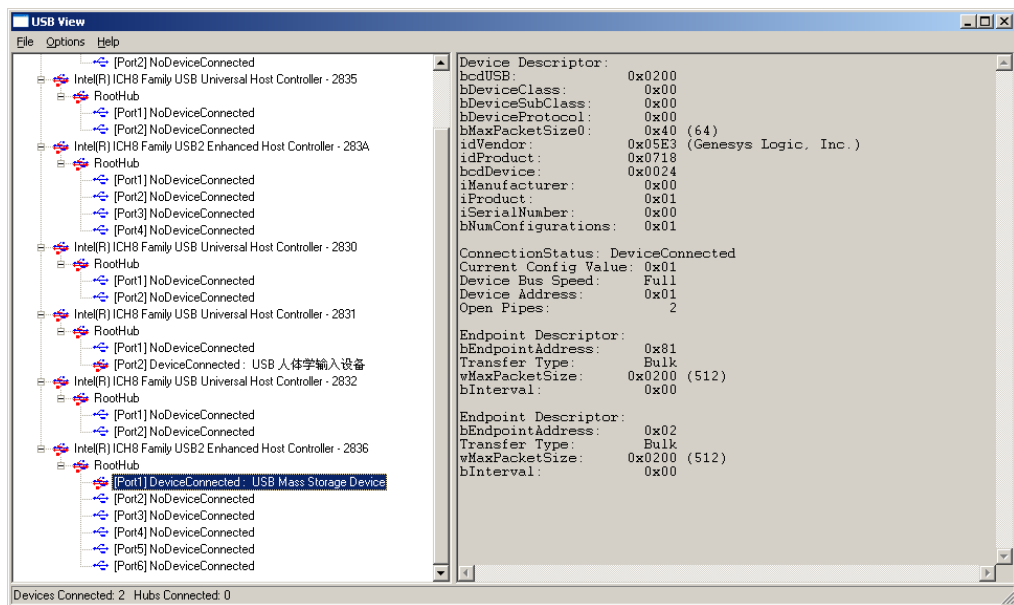 USB View
File Options Help
[Port2] NoDeviceConnected
Intel(R) ICH8 Family USB Universal Host Controller - 2835
RootHub
[Port1] NoDeviceConnected
[Port2] NoDeviceConnected
Intel(R) ICH8 Family USB2 Enhanced Host Controller - 283A
RootHub
[Port1] NoDeviceConnected
[Port2] NoDeviceConnected
[Port3] NoDeviceConnected
[Port4] NoDeviceConnected
Intel(R) ICH8 Family USB Universal Host Controller - 2830
RootHub
[Port1] NoDeviceConnected
[Port2] NoDeviceConnected
Intel(R) ICH8 Family USB Universal Host Controller - 2831
RootHub
[Port1] NoDeviceConnected
[Port2] DeviceConnected : USB 人体学输入设备
Intel(R) ICH8 Family USB Universal Host Controller - 2832
RootHub
[Port1] NoDeviceConnected
[Port2] NoDeviceConnected
Intel(R) ICH8 Family USB2 Enhanced Host Controller - 2836
RootHub
[Port1] DeviceConnected : USB Mass Storage Device
[Port2] NoDeviceConnected
[Port3] NoDeviceConnected
[Port4] NoDeviceConnected
[Port5] NoDeviceConnected
[Port6] NoDeviceConnected
Device Descriptor:
bcdUSB: 0x0200
bDeviceClass: 0x00
bDeviceSubClass: 0x00
bDeviceProtocol: 0x00
bMaxPacketSize0: 0x40 (64)
idVendor: 0x05E3 (Genesys Logic, Inc.)
idProduct: 0x0718
bcdDevice: 0x0024
iManufacturer: 0x00
iProduct: 0x01
iSerialNumber: 0x00
bNumConfigurations: 0x01
ConnectionStatus: DeviceConnected
Current Config Value: 0x01
Device Bus Speed: Full
Device Address: 0x01
Open Pipes: 2
Endpoint Descriptor:
bEndpointAddress: 0x81
Transfer Type: Bulk
wMaxPacketSize: 0x0200 (512)
bInterval: 0x00
Endpoint Descriptor:
bEndpointAddress: 0x02
Transfer Type: Bulk
wMaxPacketSize: 0x0200 (512)
bInterval: 0x00
Devices Connected: 2 Hubs Connected: 0